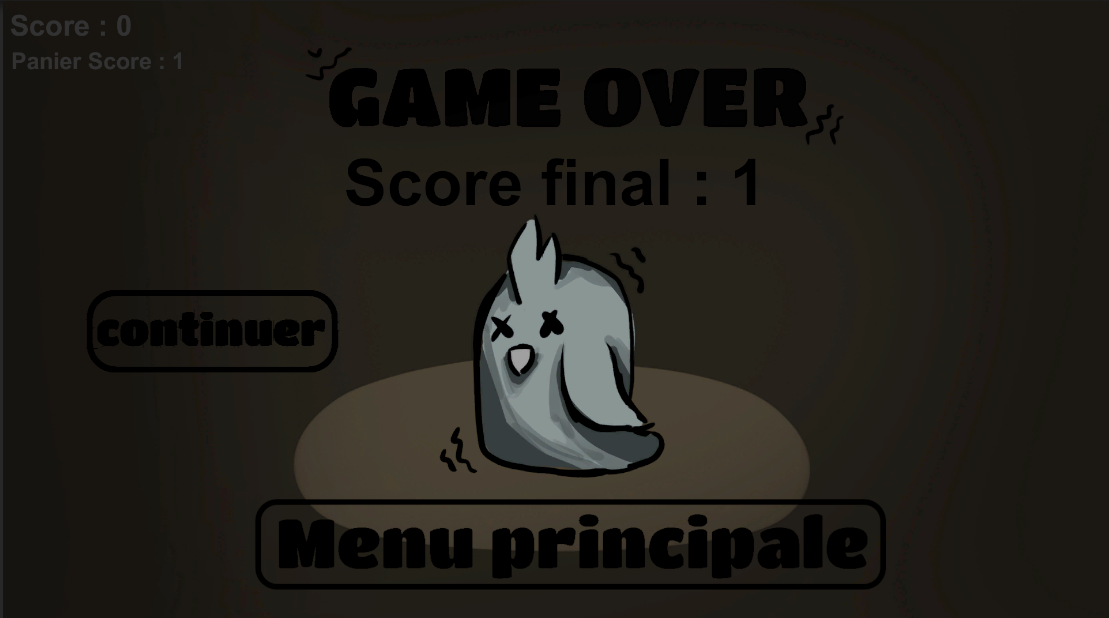 Score : 0
Panier Score : 1
GAME OVER
Score final : 1
continuer
Menu principale